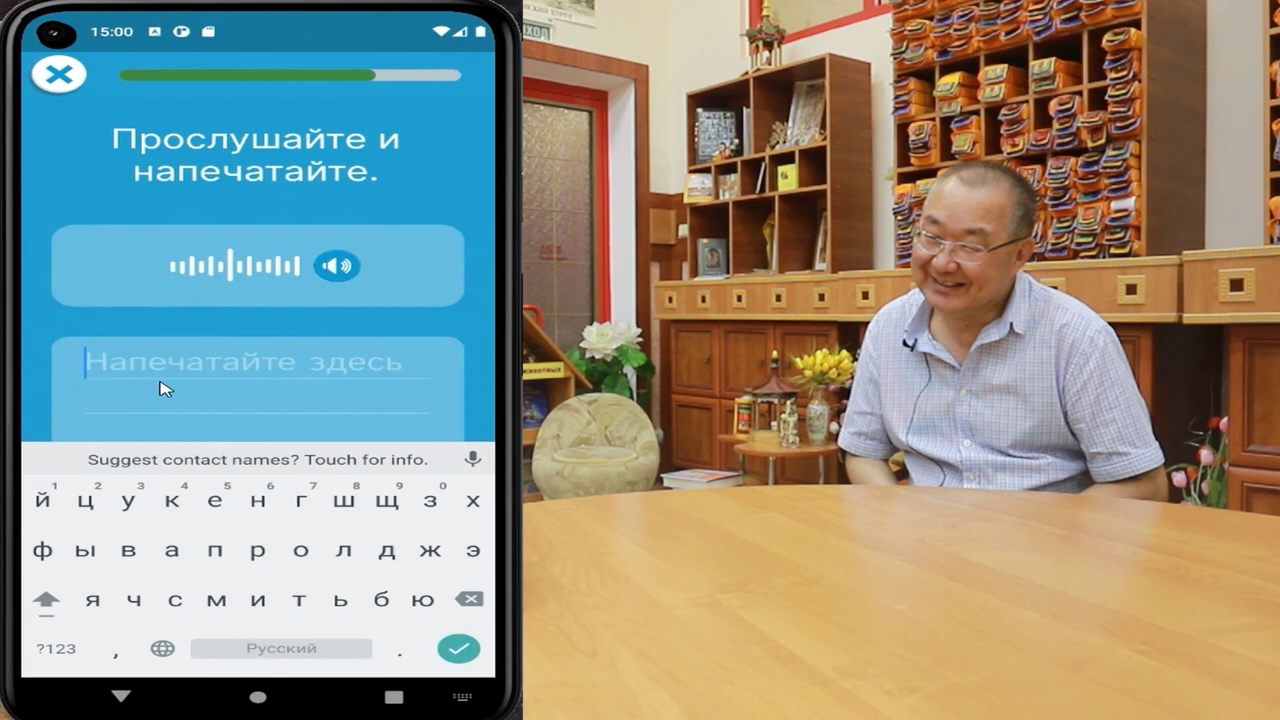 15:00
Прослушайте и
напечатайте.
Напечатайте здесь
Suggest contact names? Touch for info.
1 2 3 4 5 6 7 8 9 0
й ц у к е н г ш щ з х
ф ы в а п р о л д ж э
я ч с м и т ь б ю
?123 , Русский .